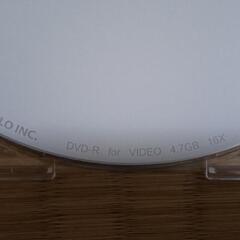 LO INC.
DVD-R for VIDEO 4.7GB 16X